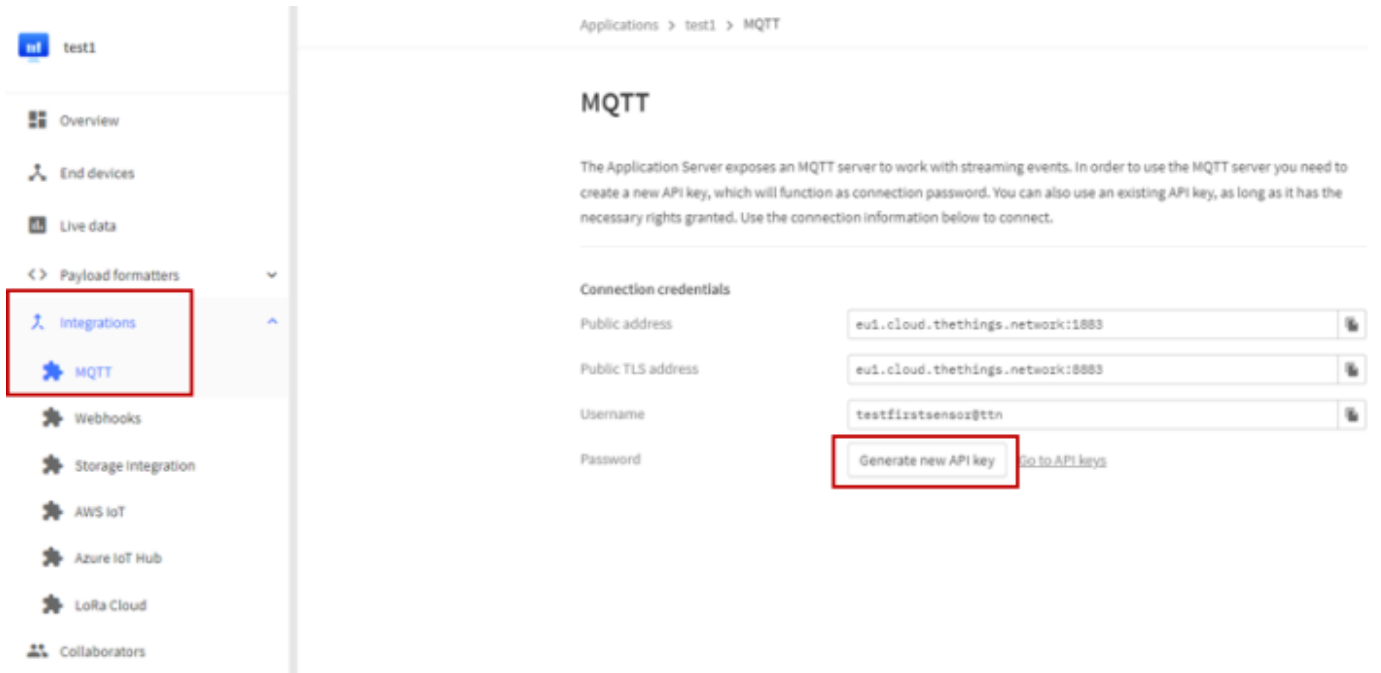 test1
Overview
End devices
Live data
Payload formatters
Integrations
MQTT
Webhooks
Storage Integration
AWS IoT
Azure IoT Hub
LoRa Cloud
Collaborators
Applications > test1 > MQTT
MQTT
The Application Server exposes an MQTT server to work with streaming events. In order to use the MQTT server you need to
create a new API key, which will function as connection password. You can also use an existing API key, as long as it has the
necessary rights granted. Use the connection information below to connect.
Connection credentials
Public address eu1.cloud.thethings.network:1883
Public TLS address eu1.cloud.thethings.network:8883
Username testfirstsensor@ttn
Password Generate new API key Go to API keys